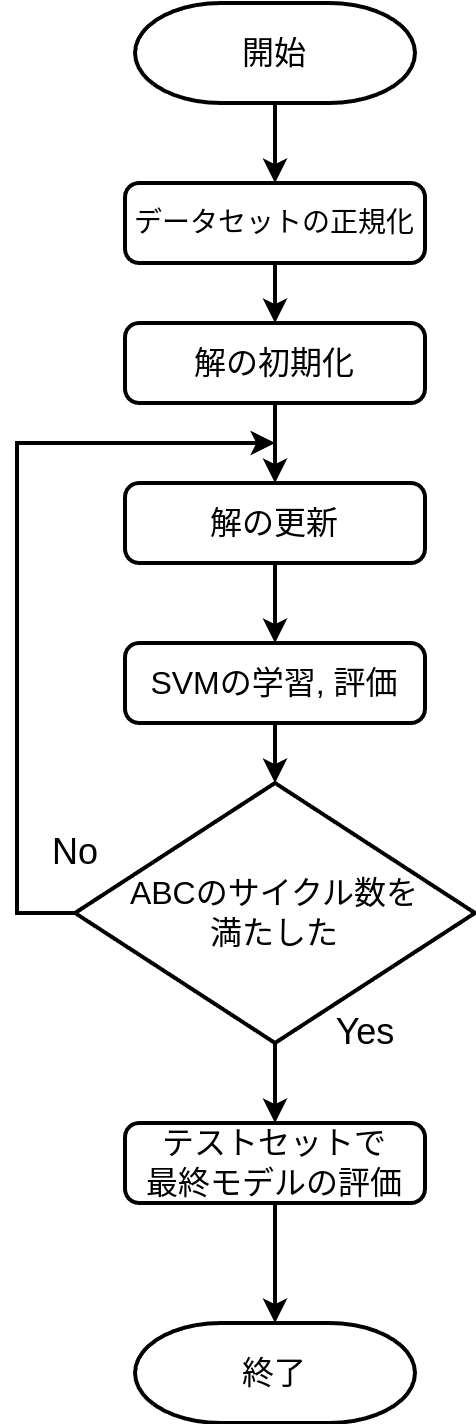 開始
データセットの正規化
解の初期化
解の更新
SVMの学習, 評価
No
ABCのサイクル数を
満たした
Yes
テストセットで
最終モデルの評価
終了